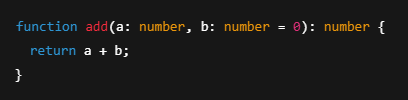 function add(a: number, b: number = 0): number {
  return a + b;
}